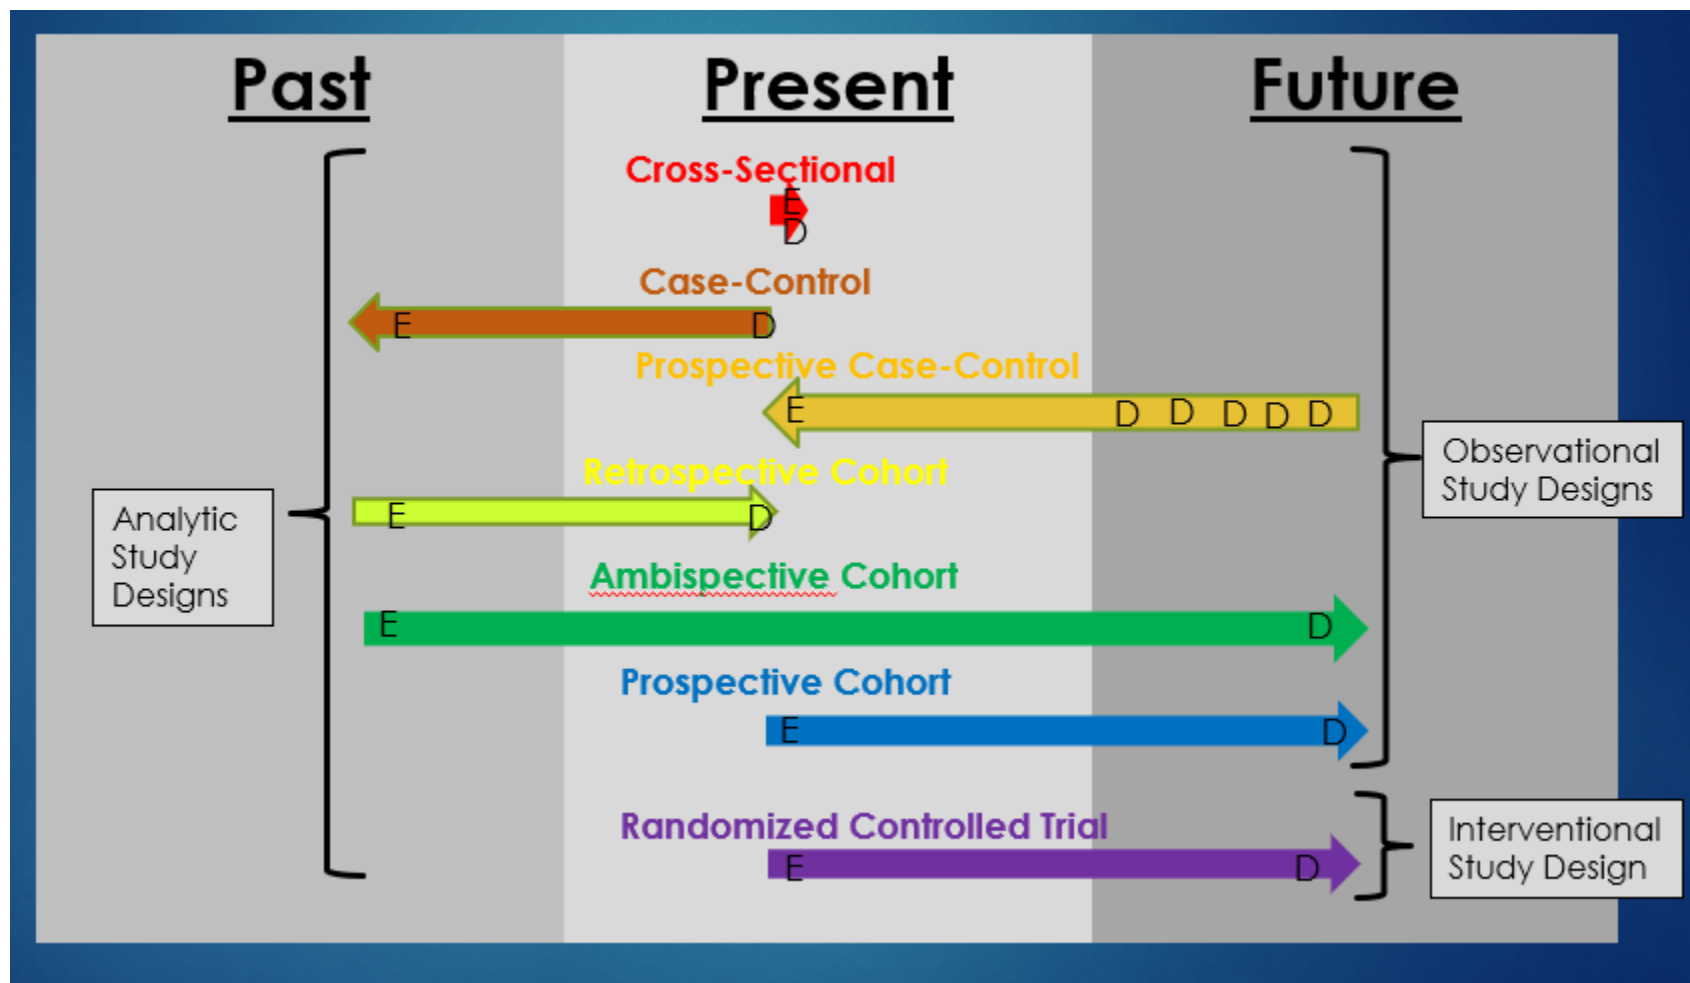 Past
Present
Future
Cross-Sectional
E
D
Case-Control
E
D
Prospective Case-Control
E
D
D
D
D
D
Retrospective Cohort
E
D
Analytic
Study
Designs
Observational
Study Designs
Ambispective Cohort
E
D
Prospective Cohort
E
D
Randomized Controlled Trial
E
D
Interventional
Study Design